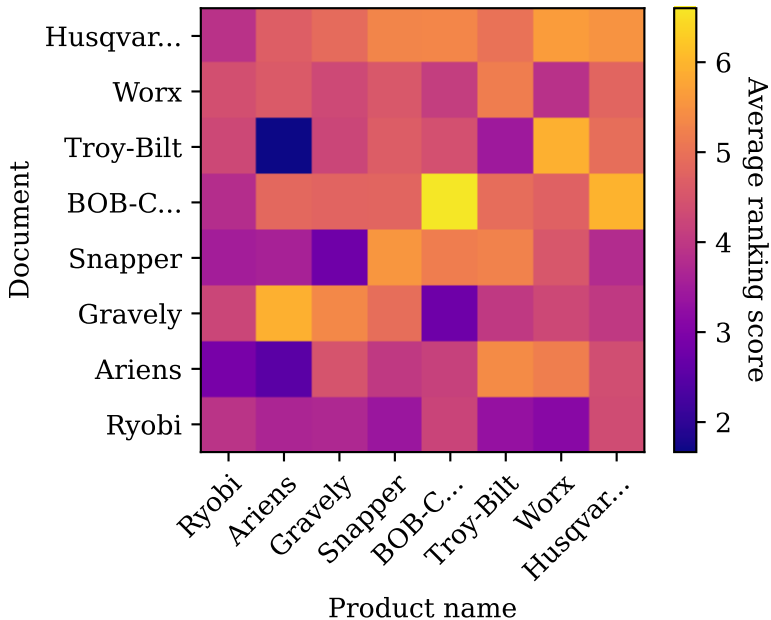 Husqvar...
Worx
Troy-Bilt
BOB-C...
Snapper
Gravely
Ariens
Ryobi
Document
Ryobi
Ariens
Gravely
Snapper
BOB-C...
Troy-Bilt
Worx
Husqvar...
Product name
6
5
4
3
2
Average ranking score